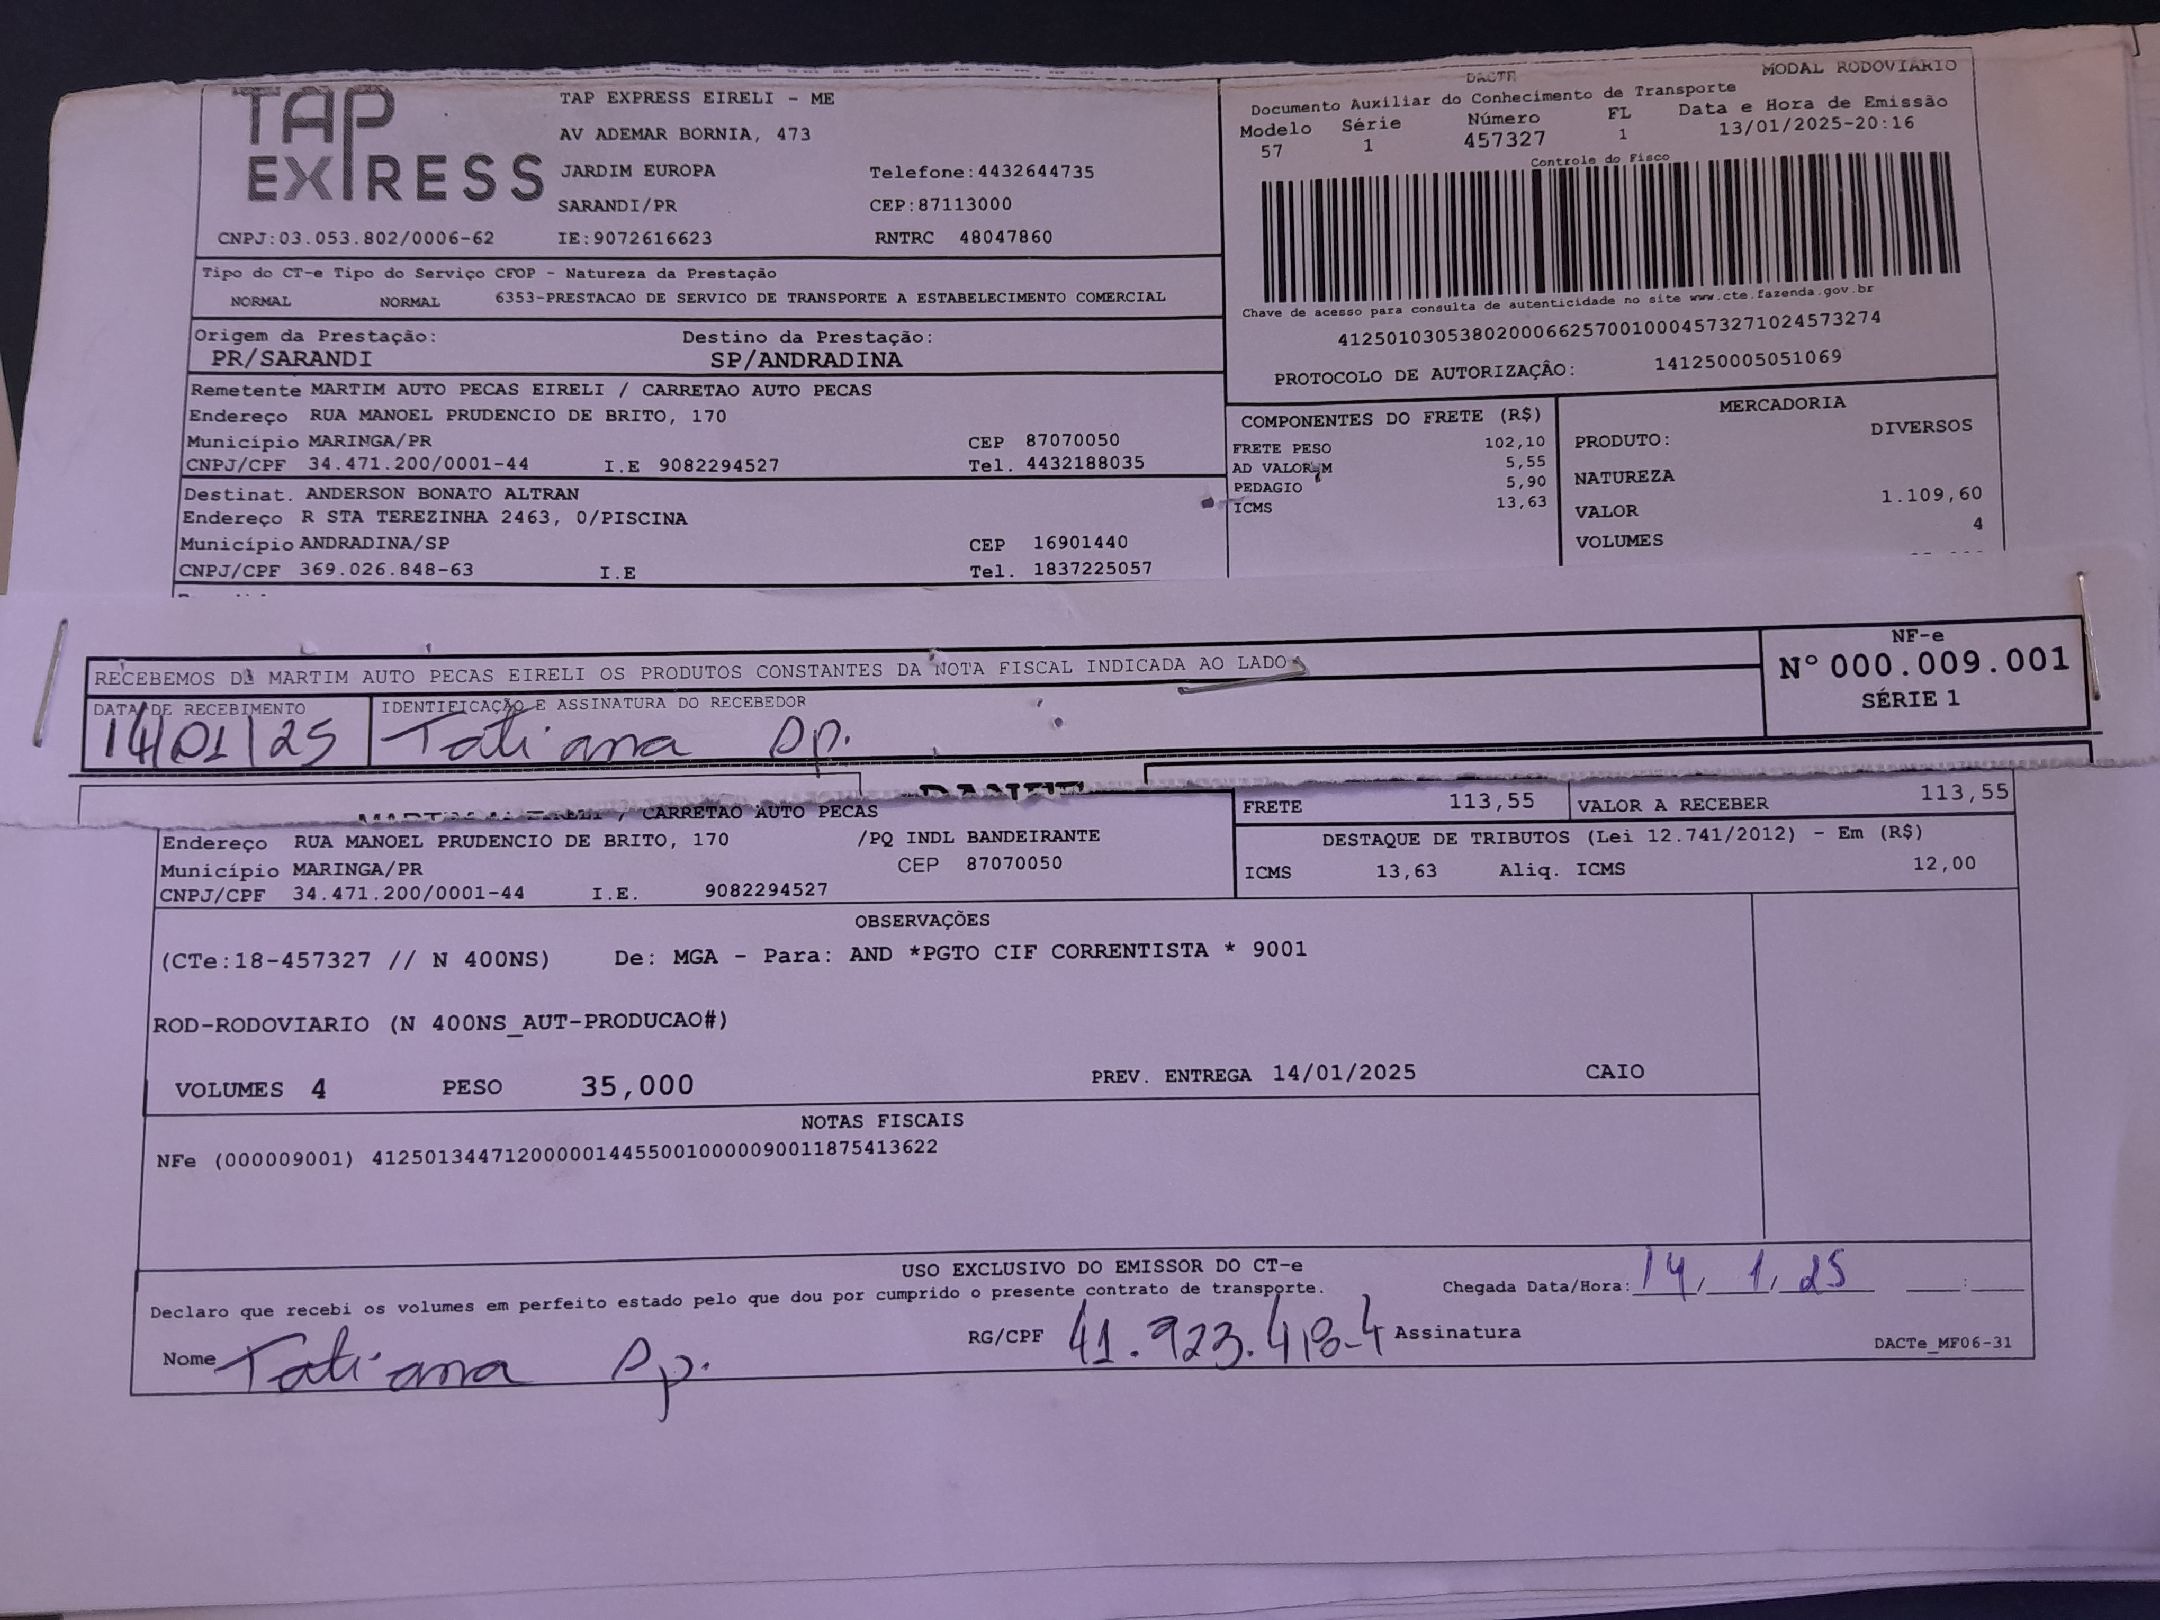 TAP
EXPRESS
TAP EXPRESS EIRELI - ME
AV ADEMAR BORNIA, 473
JARDIM EUROPA Telefone:4432644735
SARANDI/PR CEP:87113000
CNPJ:03.053.802/0006-62 IE:9072616623 RNTRC 48047860
DACTE MODAL RODOVIARIO
Documento Auxiliar do Conhecimento de Transporte
Modelo Série Número FL Data e Hora de Emissão
57 1 457327 1 13/01/2025-20:16
Controle do Fisco
Chave de acesso para consulta de autenticidade no site www.cte.fazenda.gov.br
41250103053802000662570010004573271024573274
PROTOCOLO DE AUTORIZAÇÃO: 141250005051069
Tipo do CT-e Tipo do Serviço CFOP - Natureza da Prestação
NORMAL NORMAL 6353-PRESTACAO DE SERVICO DE TRANSPORTE A ESTABELECIMENTO COMERCIAL
Origem da Prestação: Destino da Prestação:
PR/SARANDI SP/ANDRADINA
Remetente MARTIM AUTO PECAS EIRELI / CARRETAO AUTO PECAS
Endereço RUA MANOEL PRUDENCIO DE BRITO, 170
Município MARINGA/PR CEP 87070050
CNPJ/CPF 34.471.200/0001-44 I.E 9082294527 Tel. 4432188035
Destinat. ANDERSON BONATO ALTRAN
Endereço R STA TEREZINHA 2463, 0/PISCINA
Município ANDRADINA/SP CEP 16901440
CNPJ/CPF 369.026.848-63 I.E Tel. 1837225057
COMPONENTES DO FRETE (R$)
FRETE PESO 102,10
AD VALOREM 5,55
PEDAGIO 5,90
ICMS 13,63
MERCADORIA
PRODUTO: DIVERSOS
NATUREZA
VALOR 1.109,60
VOLUMES 4
RECEBEMOS DE MARTIM AUTO PECAS EIRELI OS PRODUTOS CONSTANTES DA NOTA FISCAL INDICADA AO LADO
DATA DE RECEBIMENTO IDENTIFICAÇÃO E ASSINATURA DO RECEBEDOR
14/01/25 Tatiana Ap.
NF-e
N° 000.009.001
SÉRIE 1
DANFE
/ CARRETAO AUTO PECAS
Endereço RUA MANOEL PRUDENCIO DE BRITO, 170 /PQ INDL BANDEIRANTE
Município MARINGA/PR CEP 87070050
CNPJ/CPF 34.471.200/0001-44 I.E. 9082294527
FRETE 113,55 VALOR A RECEBER 113,55
DESTAQUE DE TRIBUTOS (Lei 12.741/2012) - Em (R$)
ICMS 13,63 Aliq. ICMS 12,00
OBSERVAÇÕES
(CTe:18-457327 // N 400NS) De: MGA - Para: AND *PGTO CIF CORRENTISTA * 9001
ROD-RODOVIARIO (N 400NS_AUT-PRODUCAO#)
VOLUMES 4 PESO 35,000 PREV. ENTREGA 14/01/2025 CAIO
NOTAS FISCAIS
NFe (000009001) 41250134471200000144550010000090011875413622
USO EXCLUSIVO DO EMISSOR DO CT-e
Declaro que recebi os volumes em perfeito estado pelo que dou por cumprido o presente contrato de transporte. Chegada Data/Hora: 14/ 1/ 25 :
Nome Tatiana Ap. RG/CPF 41.923.418-4 Assinatura
DACTe_MF06-31